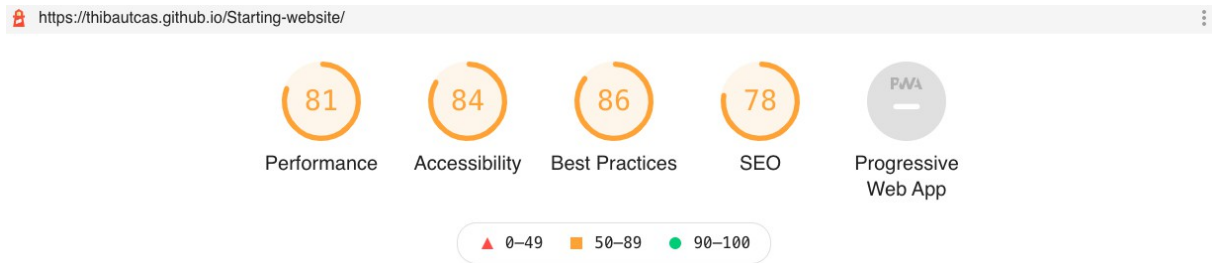 https://thibautcas.github.io/Starting-website/
81 84 86 78 PWA
Performance Accessibility Best Practices SEO Progressive
Web App
0–49 50–89 90–100